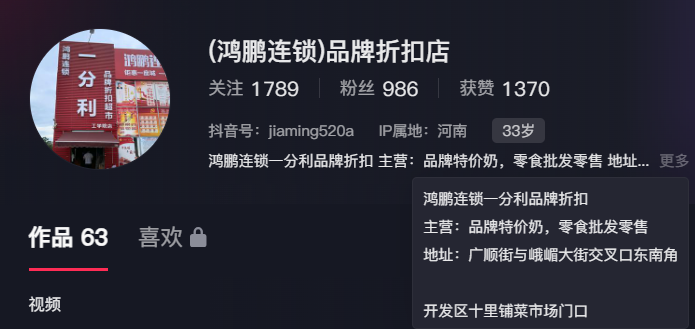 鸿鹏连锁
一分利
品牌折扣超市
(鸿鹏连锁)品牌折扣店
关注 1789 粉丝 986 获赞 1370
抖音号：jiaming520a IP属地：河南 33岁
鸿鹏连锁一分利品牌折扣 主营：品牌特价奶，零食批发零售 地址... 更多
鸿鹏连锁一分利品牌折扣
主营：品牌特价奶，零食批发零售
地址：广顺街与峨嵋大街交叉口东南角
开发区十里铺菜市场门口
作品 63 喜欢
视频